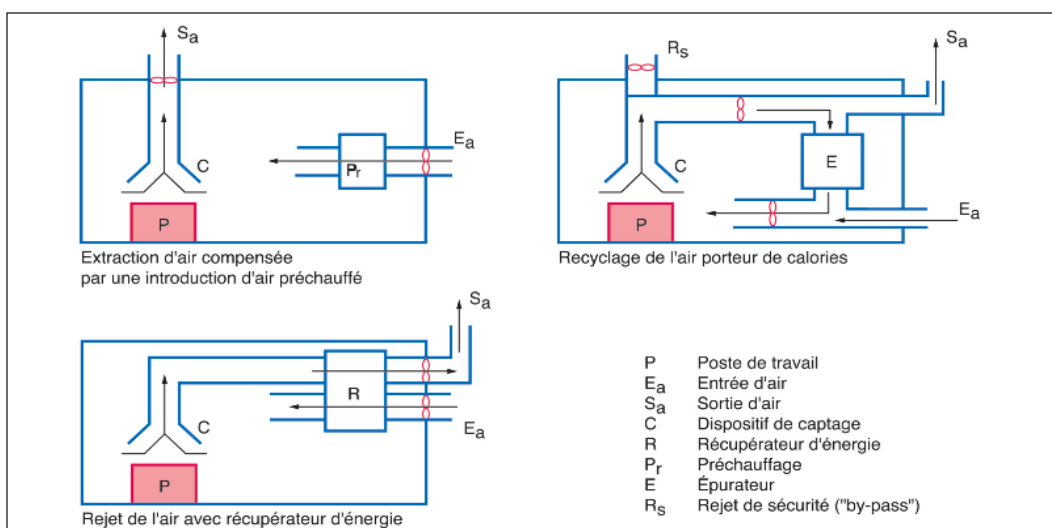 Sa
Ea
Pr
C
P
Extraction d'air compensée
par une introduction d'air préchauffé
Rs
Sa
E
C
P
Ea
Recyclage de l'air porteur de calories
Sa
R
C
Ea
P
Rejet de l'air avec récupérateur d'énergie
P Poste de travail
Ea Entrée d'air
Sa Sortie d'air
C Dispositif de captage
R Récupérateur d'énergie
Pr Préchauffage
E Épurateur
Rs Rejet de sécurité ("by-pass")